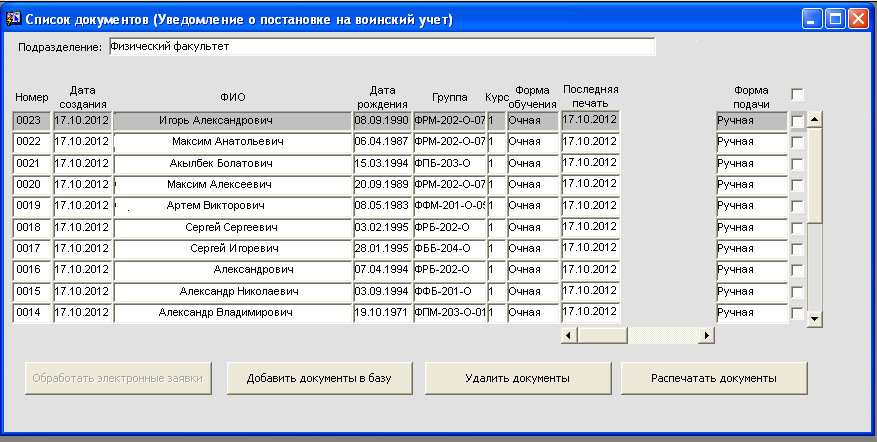 Список документов (Уведомление о постановке на воинский учет)
Подразделение: Физический факультет
Номер Дата создания ФИО Дата рождения Группа Курс Форма обучения Последняя печать Форма подачи
0023 17.10.2012 Игорь Александрович 08.09.1990 ФРМ-202-О-07 1 Очная 17.10.2012 Ручная
0022 17.10.2012 Максим Анатольевич 06.04.1987 ФРМ-202-О-07 1 Очная 17.10.2012 Ручная
0021 17.10.2012 Акылбек Болатович 15.03.1994 ФПБ-203-О 1 Очная 17.10.2012 Ручная
0020 17.10.2012 Максим Алексеевич 20.09.1989 ФРМ-202-О-07 1 Очная 17.10.2012 Ручная
0019 17.10.2012 Артем Викторович 08.05.1983 ФФМ-201-О-05 1 Очная 17.10.2012 Ручная
0018 17.10.2012 Сергей Сергеевич 03.02.1995 ФРБ-202-О 1 Очная 17.10.2012 Ручная
0017 17.10.2012 Сергей Игоревич 28.01.1995 ФББ-204-О 1 Очная 17.10.2012 Ручная
0016 17.10.2012 Александрович 07.04.1994 ФРБ-202-О 1 Очная 17.10.2012 Ручная
0015 17.10.2012 Александр Николаевич 03.09.1994 ФФБ-201-О 1 Очная 17.10.2012 Ручная
0014 17.10.2012 Александр Владимирович 19.10.1971 ФПМ-203-О-01 1 Очная 17.10.2012 Ручная
Обработать электронные заявки Добавить документы в базу Удалить документы Распечатать документы